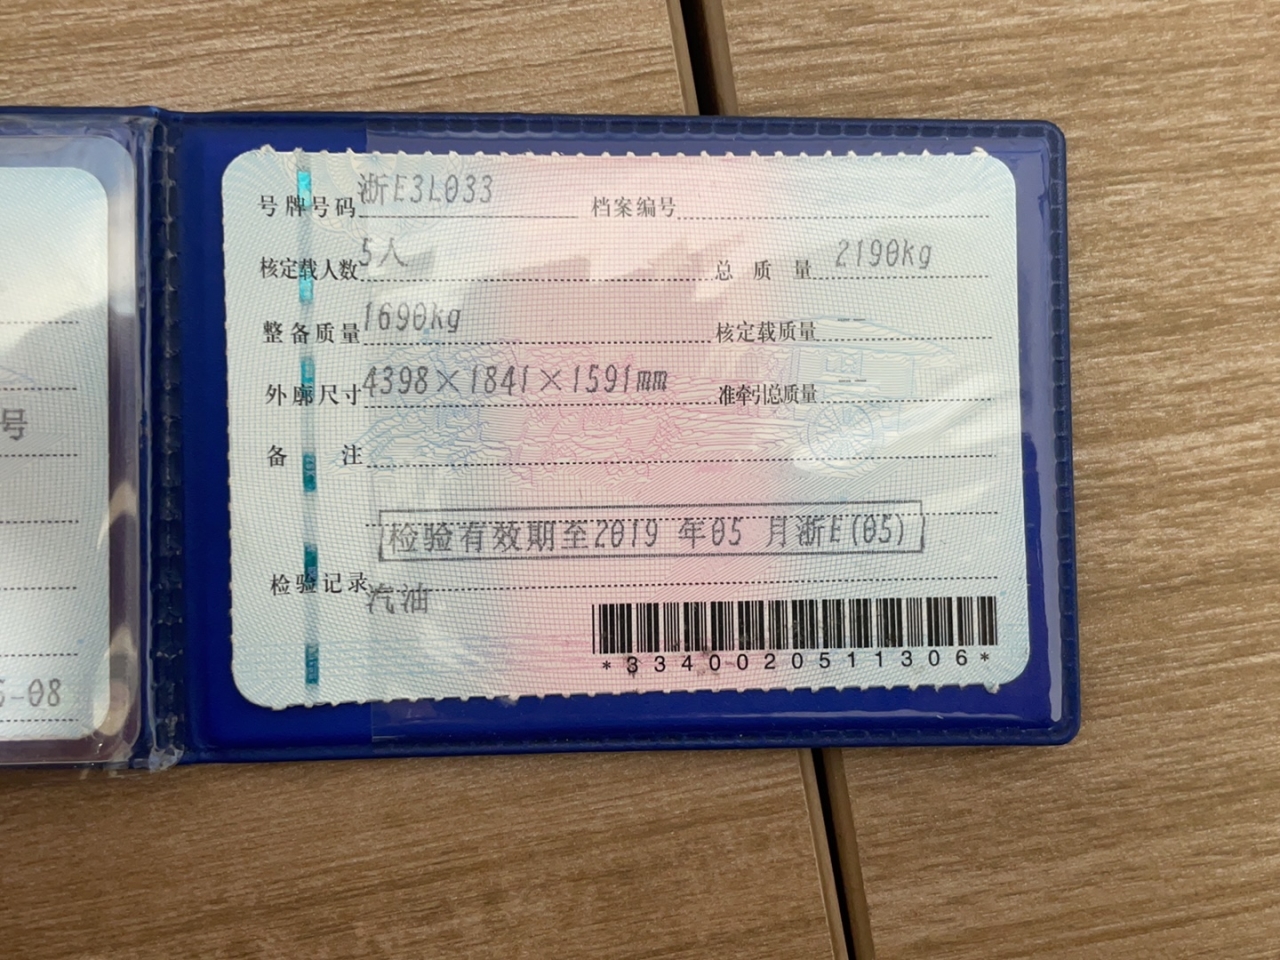 号牌号码 浙E3L033 档案编号
核定载人数 5人 总质量 2190kg
整备质量 1690kg 核定载质量 --
外廓尺寸 4398×1841×1591mm 准牵引总质量 --
备注
检验有效期至2019 年05 月浙E(05)
检验记录 汽油
*3340020511306*
号
-08